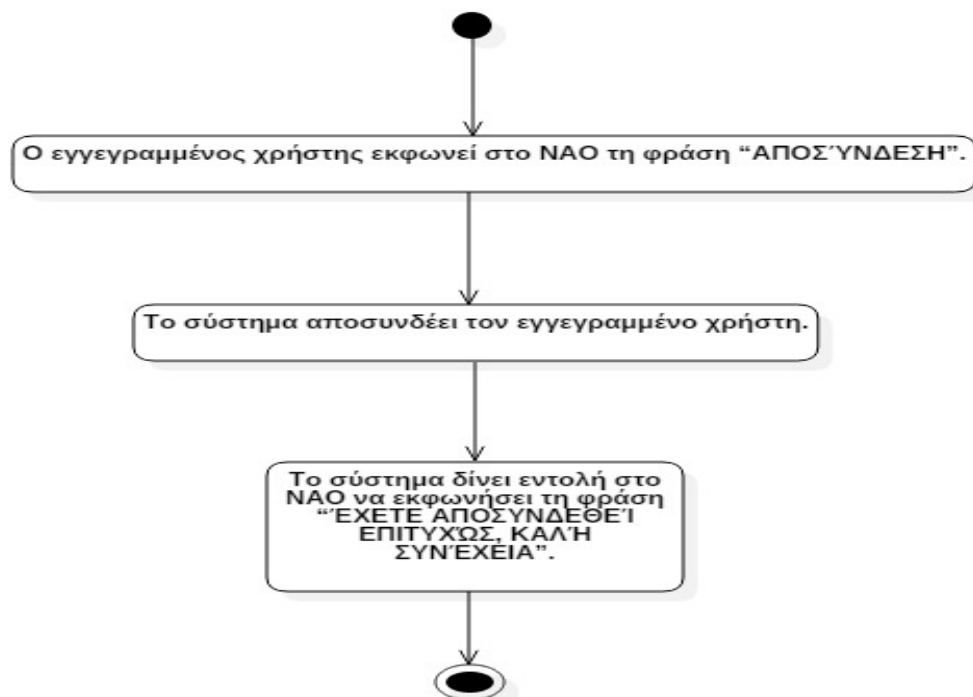 Ο εγγεγραμμένος χρήστης εκφωνεί στο ΝΑΟ τη φράση “ΑΠΟΣΎΝΔΕΣΗ”.
Το σύστημα αποσυνδέει τον εγγεγραμμένο χρήστη.
Το σύστημα δίνει εντολή στο
ΝΑΟ να εκφωνήσει τη φράση
“ΈΧΕΤΕ ΑΠΟΣΥΝΔΕΘΕΊ
ΕΠΙΤΥΧΏΣ, ΚΑΛΉ
ΣΥΝΈΧΕΙΑ”.